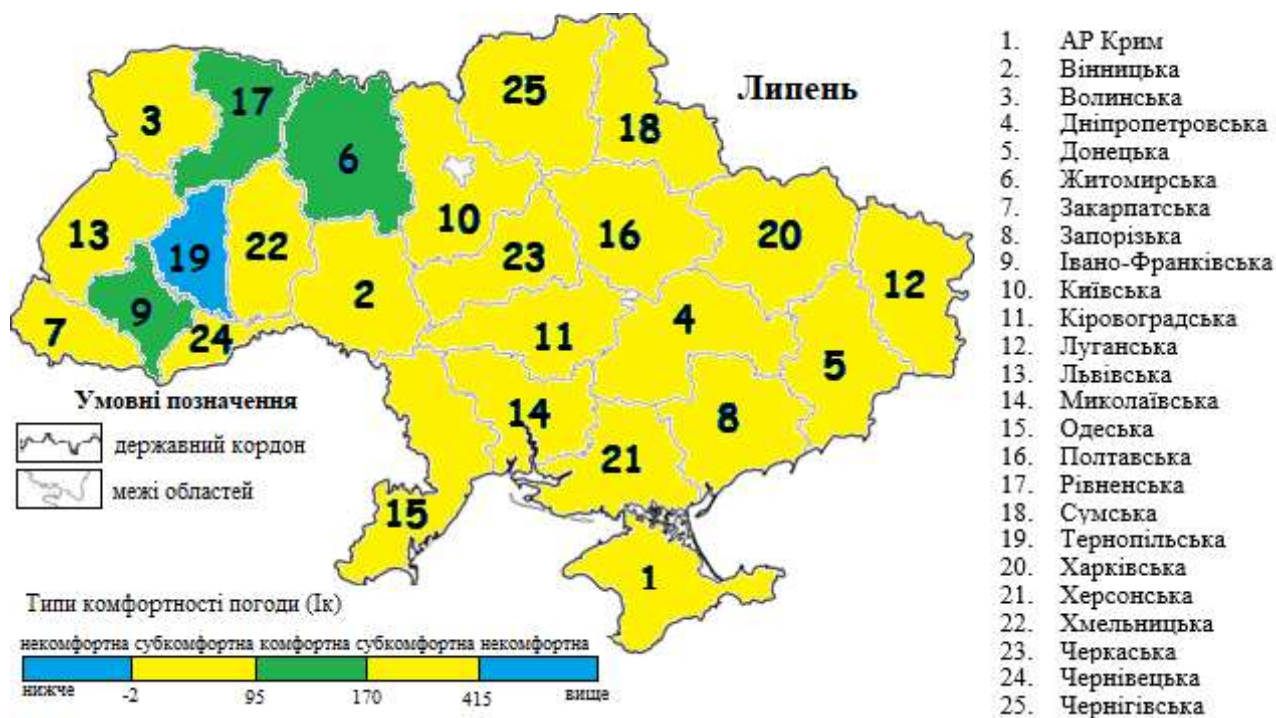 Липень
3
17
6
25
18
13
19
22
10
23
16
20
12
9
7
24
2
11
4
5
14
8
21
15
1
Умовні позначення
державний кордон
межі областей
Типи комфортності погоди (Ік)
некомфортна субкомфортна комфортна субкомфортна некомфортна
нижче -2 95 170 415 вище
1. АР Крим
2. Вінницька
3. Волинська
4. Дніпропетровська
5. Донецька
6. Житомирська
7. Закарпатська
8. Запорізька
9. Івано-Франківська
10. Київська
11. Кіровоградська
12. Луганська
13. Львівська
14. Миколаївська
15. Одеська
16. Полтавська
17. Рівненська
18. Сумська
19. Тернопільська
20. Харківська
21. Херсонська
22. Хмельницька
23. Черкаська
24. Чернівецька
25. Чернігівська